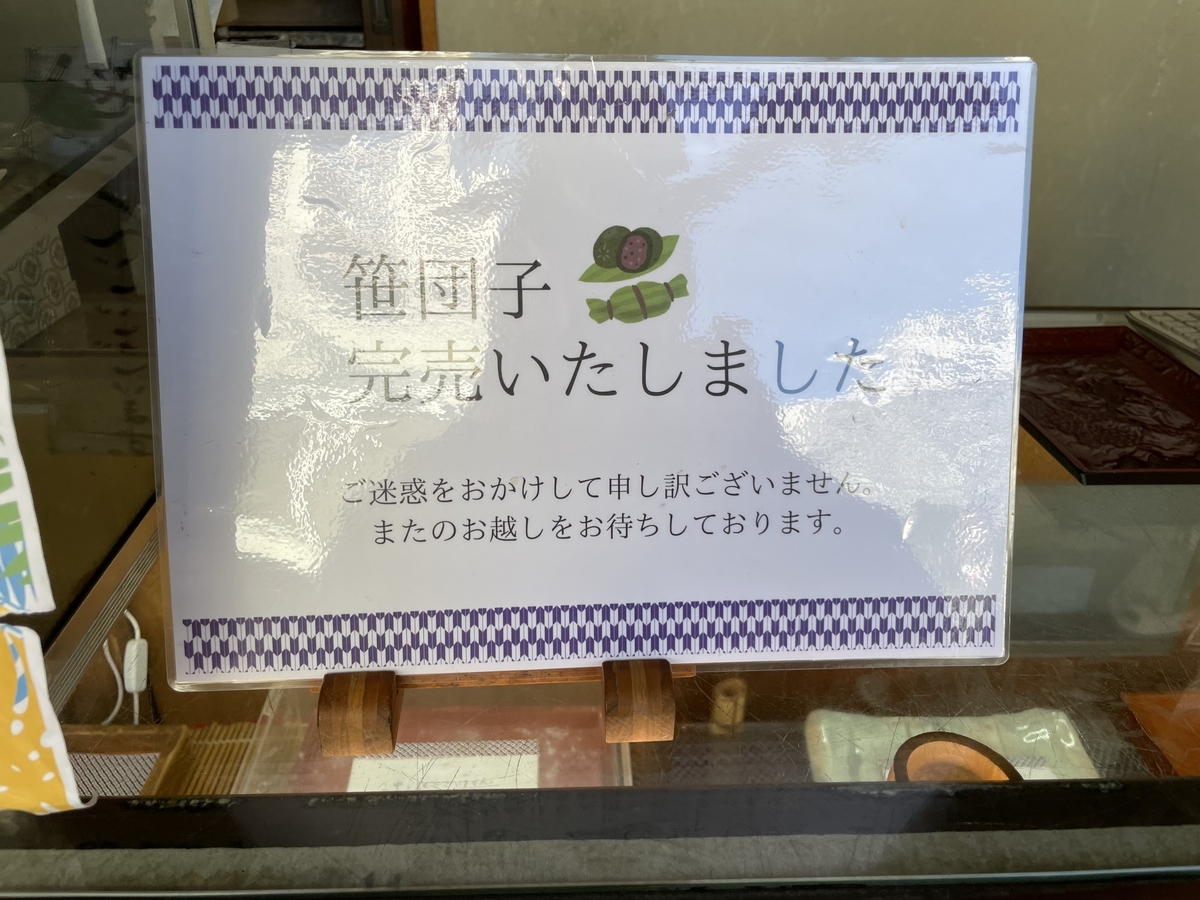 笹団子
完売いたしました
ご迷惑をおかけして申し訳ございません。
またのお越しをお待ちしております。